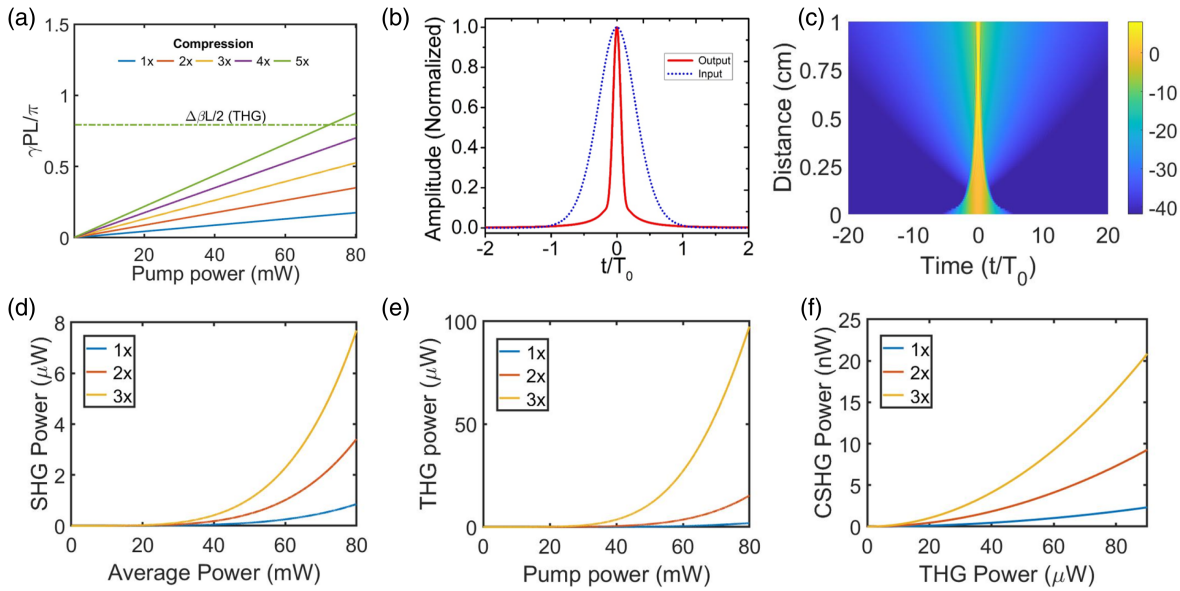 (a)
1.5
1
0.5
0
γPL/π
Compression
1x 2x 3x 4x 5x
ΔβL/2 (THG)
20 40 60 80
Pump power (mW)
(b)
1.0
0.8
0.6
0.4
0.2
0.0
Amplitude (Normalized)
Output
Input
-2 -1 0 1 2
t/T0
(c)
1
0.75
0.5
0.25
0
Distance (cm)
-20 -10 0 10 20
Time (t/T0)
0
-10
-20
-30
-40
(d)
8
6
4
2
0
SHG Power (μW)
1x
2x
3x
0 20 40 60 80
Average Power (mW)
(e)
100
50
0
THG power (μW)
1x
2x
3x
0 20 40 60 80
Pump power (mW)
(f)
25
20
15
10
5
0
CSHG Power (nW)
1x
2x
3x
0 20 40 60 80
THG Power (μW)